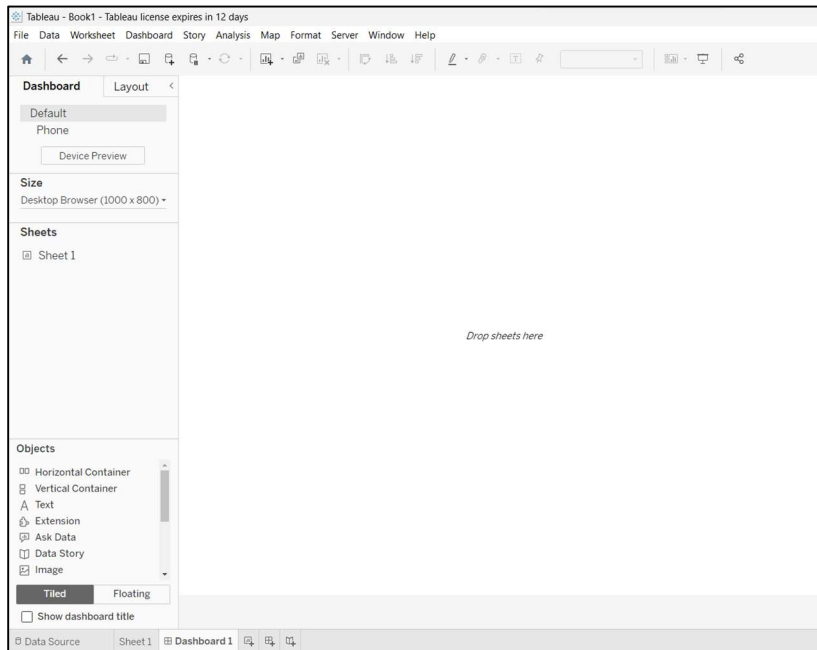 Tableau - Book1 - Tableau license expires in 12 days
File Data Worksheet Dashboard Story Analysis Map Format Server Window Help
Dashboard Layout
Default
Phone
Device Preview
Size
Desktop Browser (1000 x 800)
Sheets
Sheet 1
Drop sheets here
Objects
Horizontal Container
Vertical Container
Text
Extension
Ask Data
Data Story
Image
Tiled Floating
Show dashboard title
Data Source Sheet 1 Dashboard 1